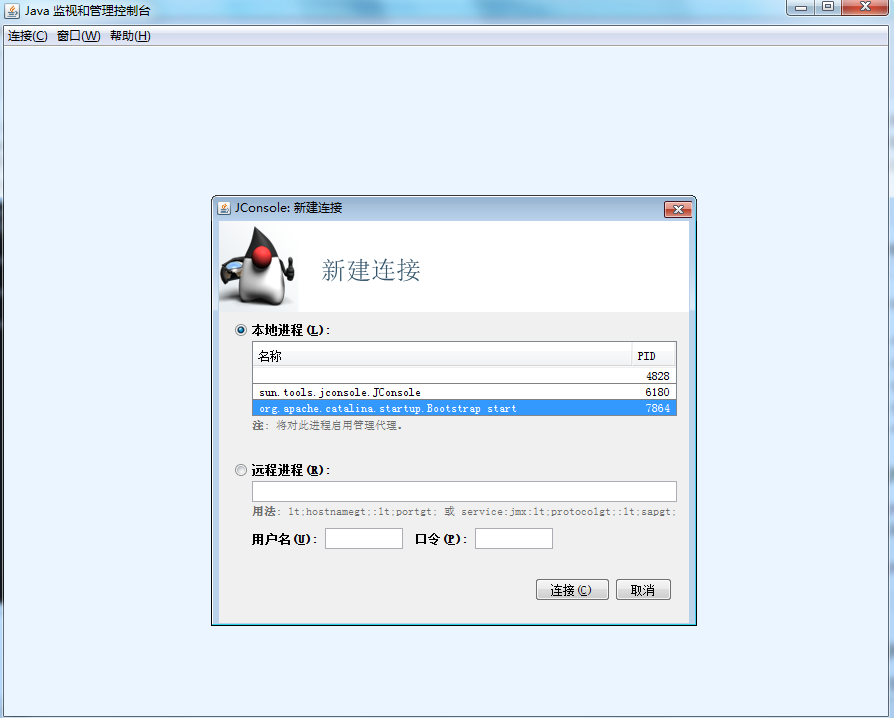 Java 监视和管理控制台
连接(C) 窗口(W) 帮助(H)
JConsole: 新建连接
新建连接
本地进程(L):
名称 PID
4828
sun.tools.jconsole.JConsole 6180
org.apache.catalina.startup.Bootstrap start 7864
注: 将对此进程启用管理代理。
远程进程(R):
用法: lt;hostnamegt;:lt;portgt; 或 service:jmx:lt;protocolgt;:lt;sapgt;
用户名(U): 口令(P):
连接(C) 取消